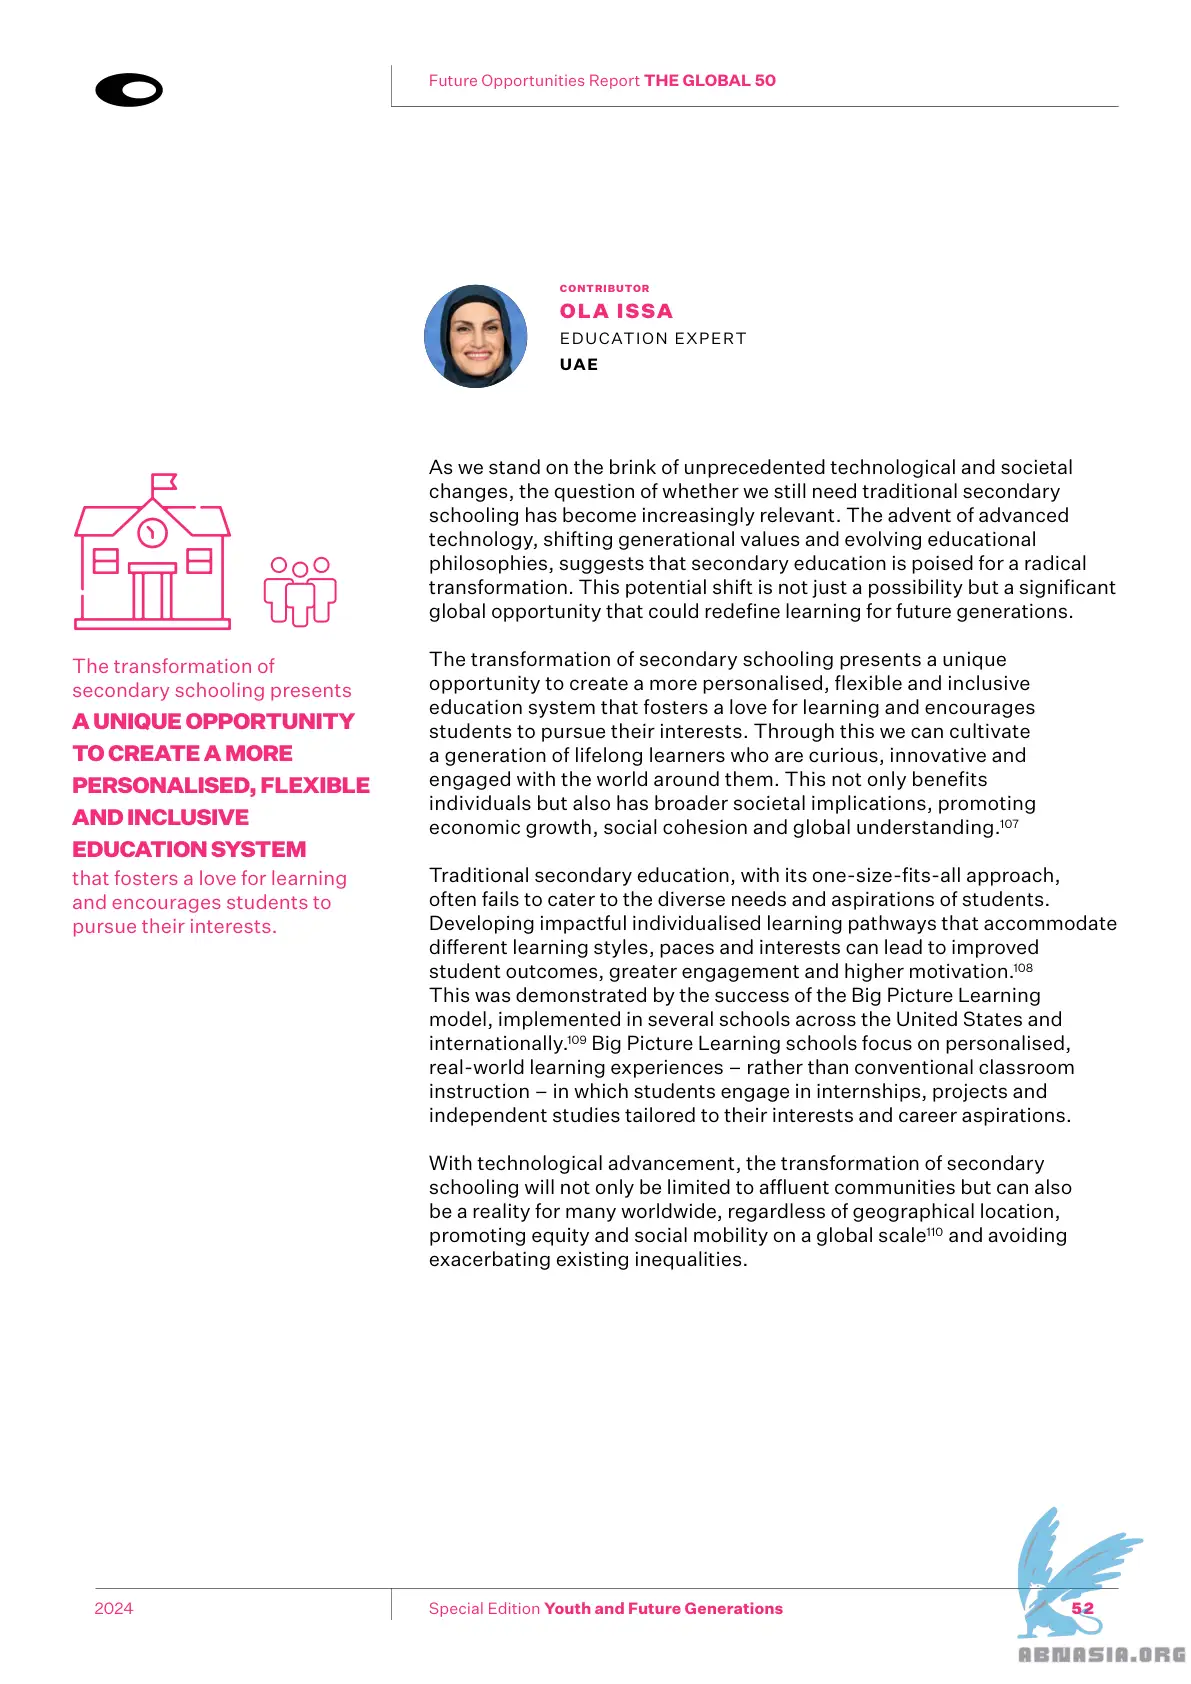 Future Opportunities Report THE GLOBAL 50
CONTRIBUTOR
OLA ISSA
EDUCATION EXPERT
UAE
The transformation of
secondary schooling presents
A UNIQUE OPPORTUNITY
TO CREATE A MORE
PERSONALISED, FLEXIBLE
AND INCLUSIVE
EDUCATION SYSTEM
that fosters a love for learning
and encourages students to
pursue their interests.
As we stand on the brink of unprecedented technological and societal
changes, the question of whether we still need traditional secondary
schooling has become increasingly relevant. The advent of advanced
technology, shifting generational values and evolving educational
philosophies, suggests that secondary education is poised for a radical
transformation. This potential shift is not just a possibility but a significant
global opportunity that could redefine learning for future generations.
The transformation of secondary schooling presents a unique
opportunity to create a more personalised, flexible and inclusive
education system that fosters a love for learning and encourages
students to pursue their interests. Through this we can cultivate
a generation of lifelong learners who are curious, innovative and
engaged with the world around them. This not only benefits
individuals but also has broader societal implications, promoting
economic growth, social cohesion and global understanding.107
Traditional secondary education, with its one-size-fits-all approach,
often fails to cater to the diverse needs and aspirations of students.
Developing impactful individualised learning pathways that accommodate
different learning styles, paces and interests can lead to improved
student outcomes, greater engagement and higher motivation.108
This was demonstrated by the success of the Big Picture Learning
model, implemented in several schools across the United States and
internationally.109 Big Picture Learning schools focus on personalised,
real-world learning experiences – rather than conventional classroom
instruction – in which students engage in internships, projects and
independent studies tailored to their interests and career aspirations.
With technological advancement, the transformation of secondary
schooling will not only be limited to affluent communities but can also
be a reality for many worldwide, regardless of geographical location,
promoting equity and social mobility on a global scale110 and avoiding
exacerbating existing inequalities.
2024
Special Edition Youth and Future Generations
52
ABNASIA.ORG